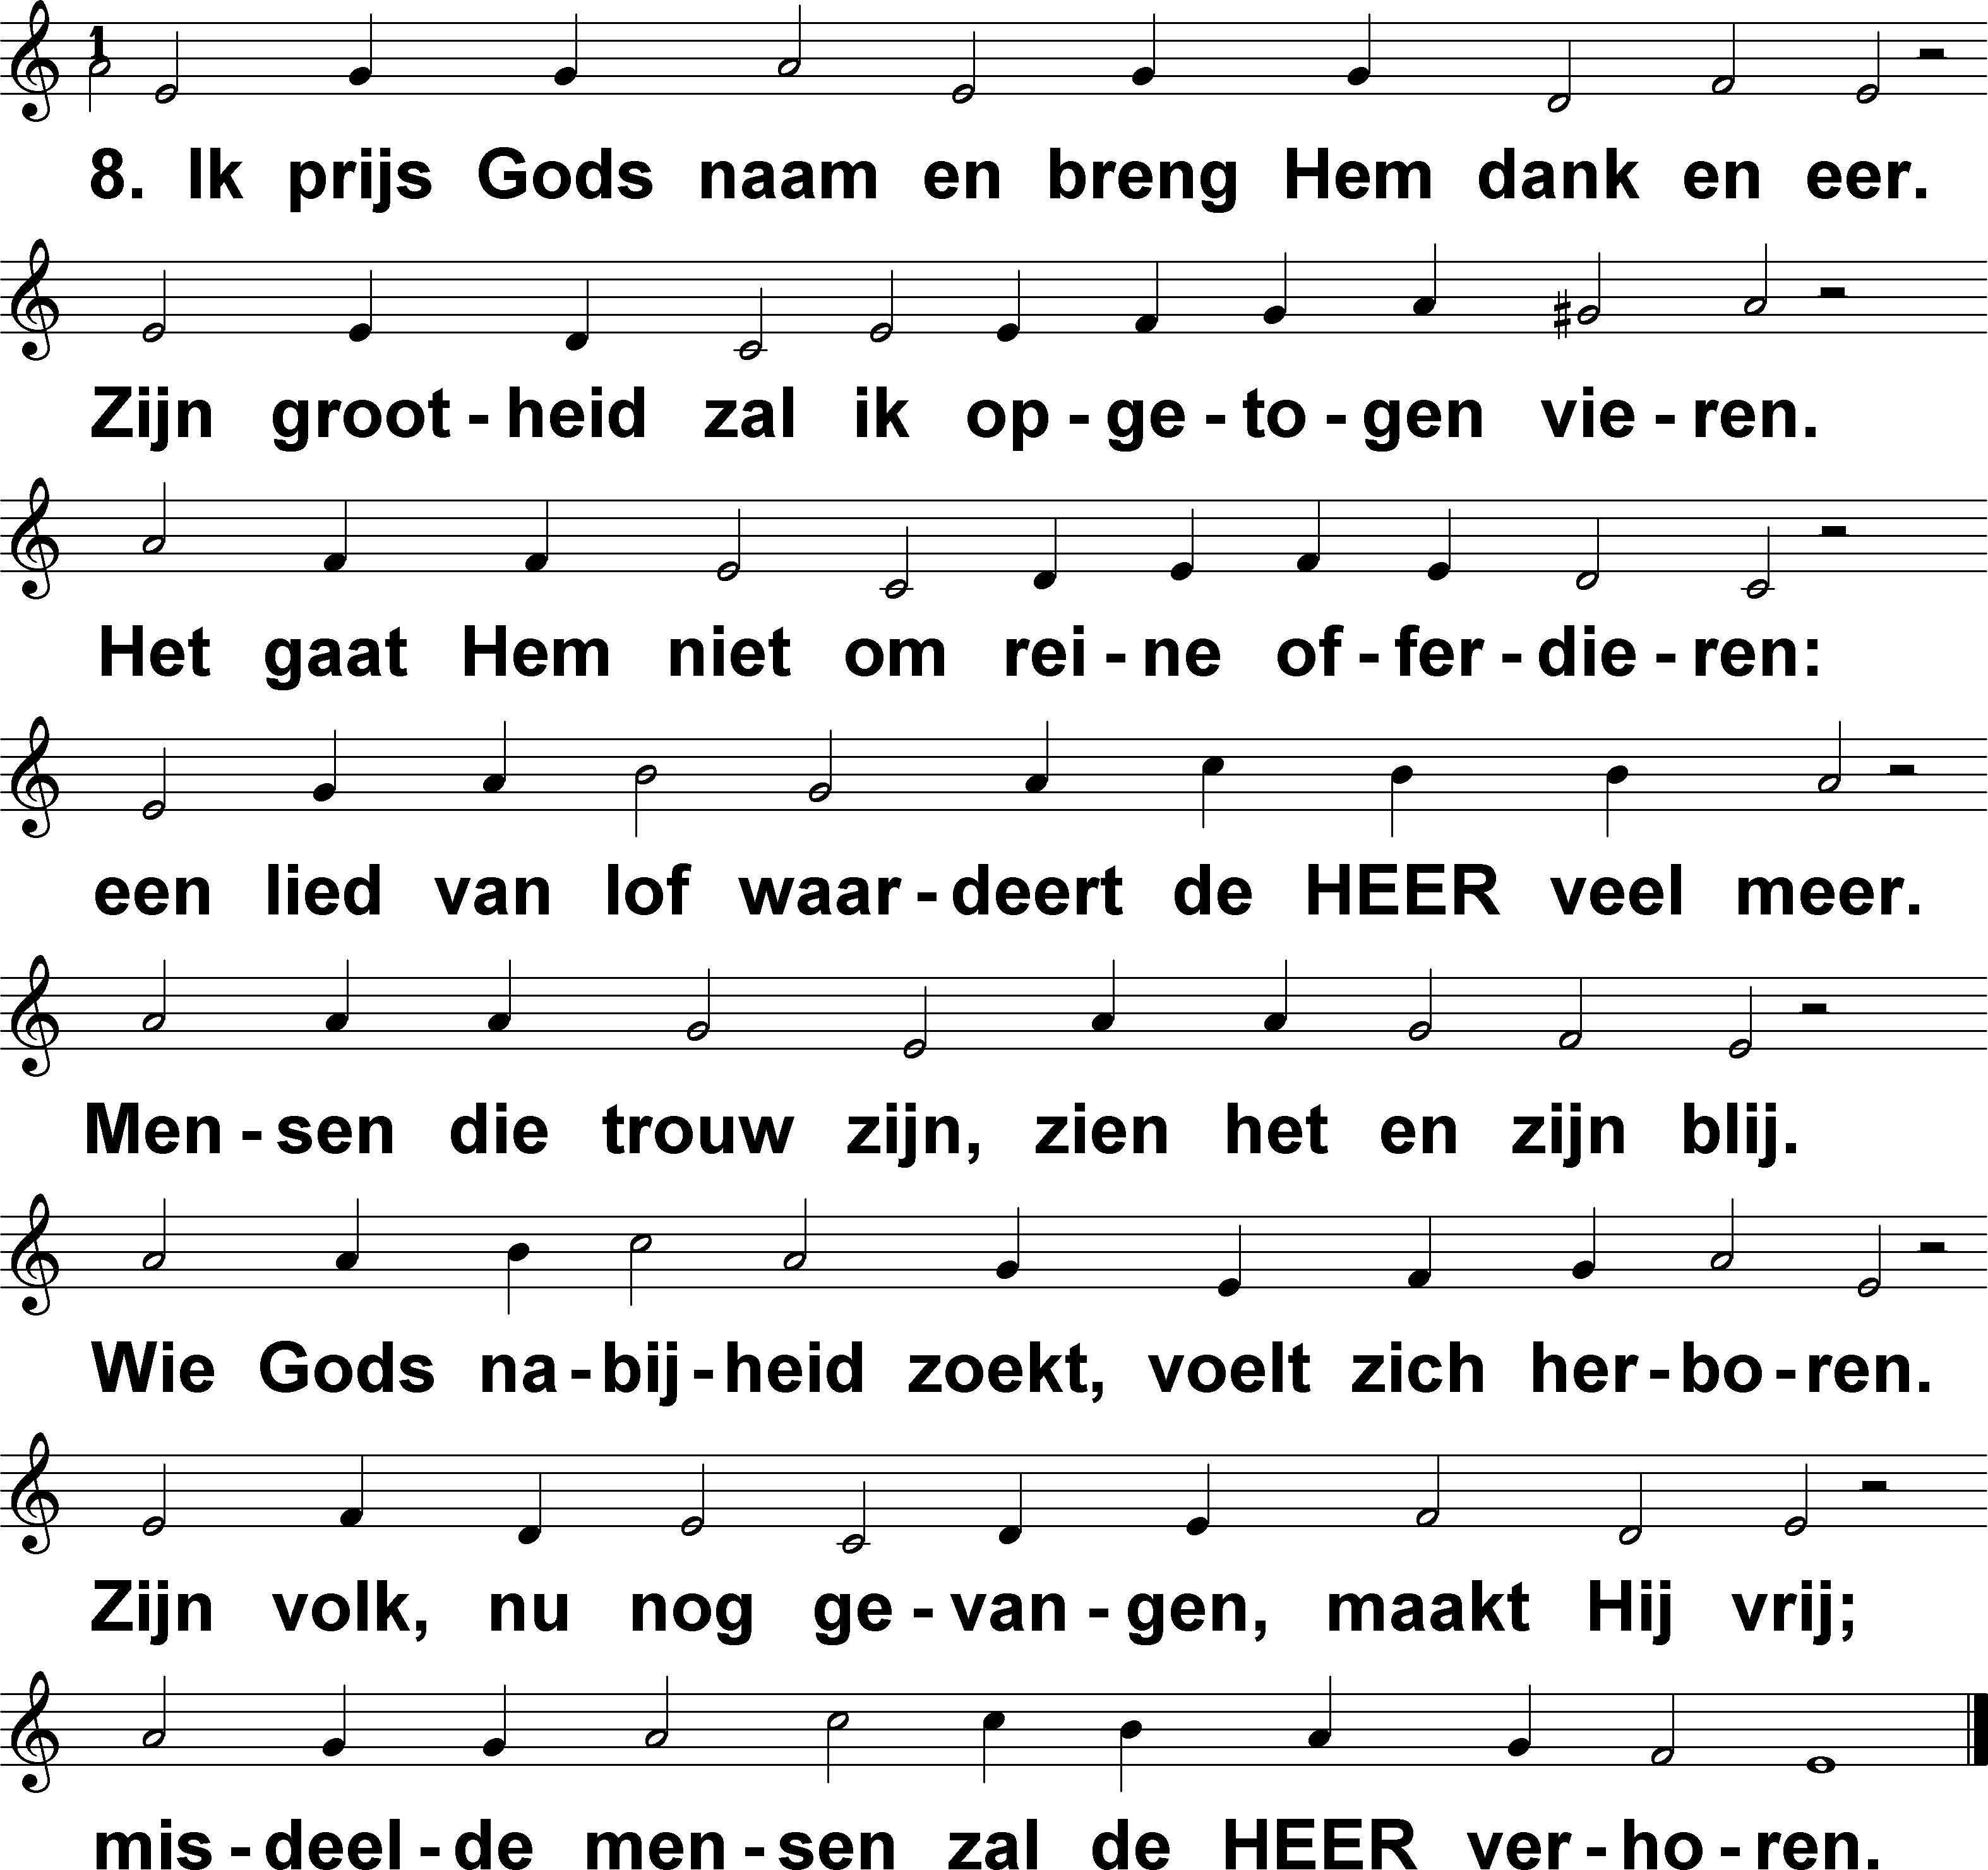 1
8. Ik prijs Gods naam en breng Hem dank en eer.
Zijn groot - heid zal ik op - ge - to - gen vie - ren.
Het gaat Hem niet om rei - ne of - fer - die - ren:
een lied van lof waar - deert de HEER veel meer.
Men - sen die trouw zijn, zien het en zijn blij.
Wie Gods na - bij - heid zoekt, voelt zich her - bo - ren.
Zijn volk, nu nog ge - van - gen, maakt Hij vrij;
mis - deel - de men - sen zal de HEER ver - ho - ren.